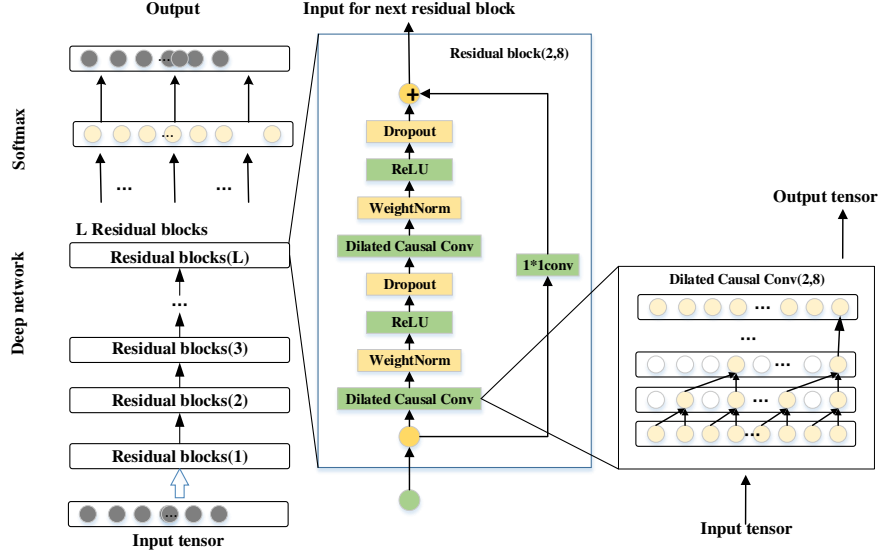 Output
Input for next residual block
...
Residual block(2,8)
+
Softmax
...
Dropout
ReLU
...
...
WeightNorm
Output tensor
L Residual blocks
Dilated Causal Conv
Residual blocks(L)
1*1conv
Dilated Causal Conv(2,8)
Deep network
...
Dropout
...
ReLU
...
Residual blocks(3)
WeightNorm
...
Residual blocks(2)
Dilated Causal Conv
...
Residual blocks(1)
...
...
Input tensor
Input tensor